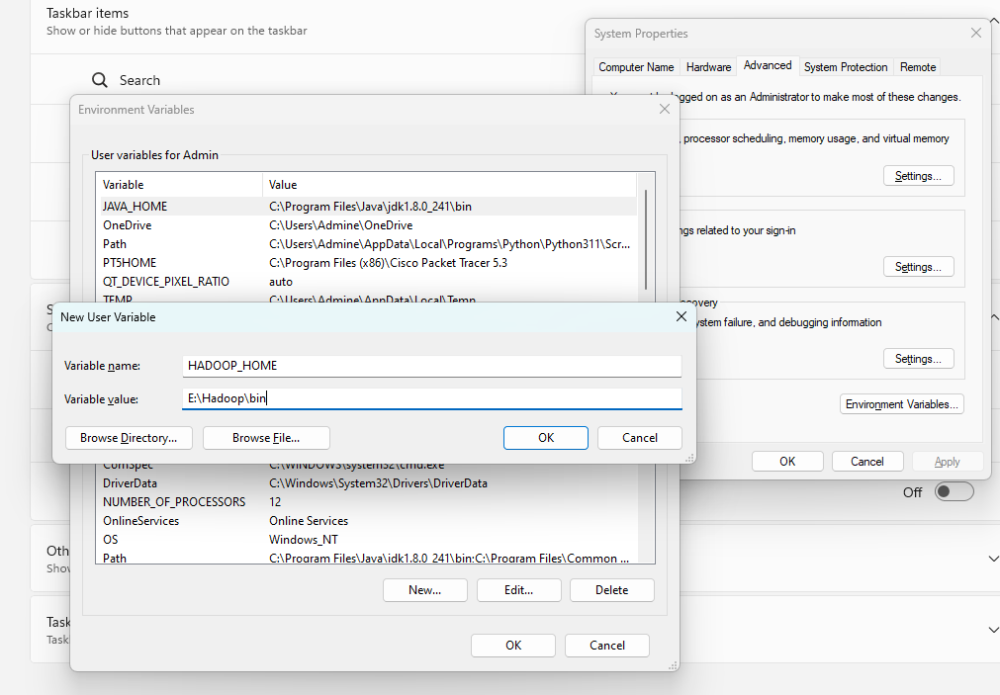 Taskbar items
Show or hide buttons that appear on the taskbar
Search
System Properties
Computer Name
Hardware
Advanced
System Protection
Remote
logged on as an Administrator to make most of these changes.
, processor scheduling, memory usage, and virtual memory
Settings...
ngs related to your sign-in
Settings...
covery
ystem failure, and debugging information
Settings...
Environment Variables...
OK
Cancel
Apply
Off
Environment Variables
User variables for Admin
Variable Value
JAVA_HOME C:\Program Files\Java\jdk1.8.0_241\bin
OneDrive C:\Users\Admine\OneDrive
Path C:\Users\Admine\AppData\Local\Programs\Python\Python311\Scr...
PT5HOME C:\Program Files (x86)\Cisco Packet Tracer 5.3
QT_DEVICE_PIXEL_RATIO auto
TEMP C:\Users\Admine\AppData\Local\Temp
New User Variable
Variable name: HADOOP_HOME
Variable value: E:\Hadoop\bin
Browse Directory...
Browse File...
OK
Cancel
ComSpec C:\WINDOWS\system32\cmd.exe
DriverData C:\Windows\System32\Drivers\DriverData
NUMBER_OF_PROCESSORS 12
OnlineServices Online Services
OS Windows_NT
Path C:\Program Files\Java\jdk1.8.0_241\bin;C:\Program Files\Common ...
New...
Edit...
Delete
OK
Cancel
Oth
Show
Task
Task